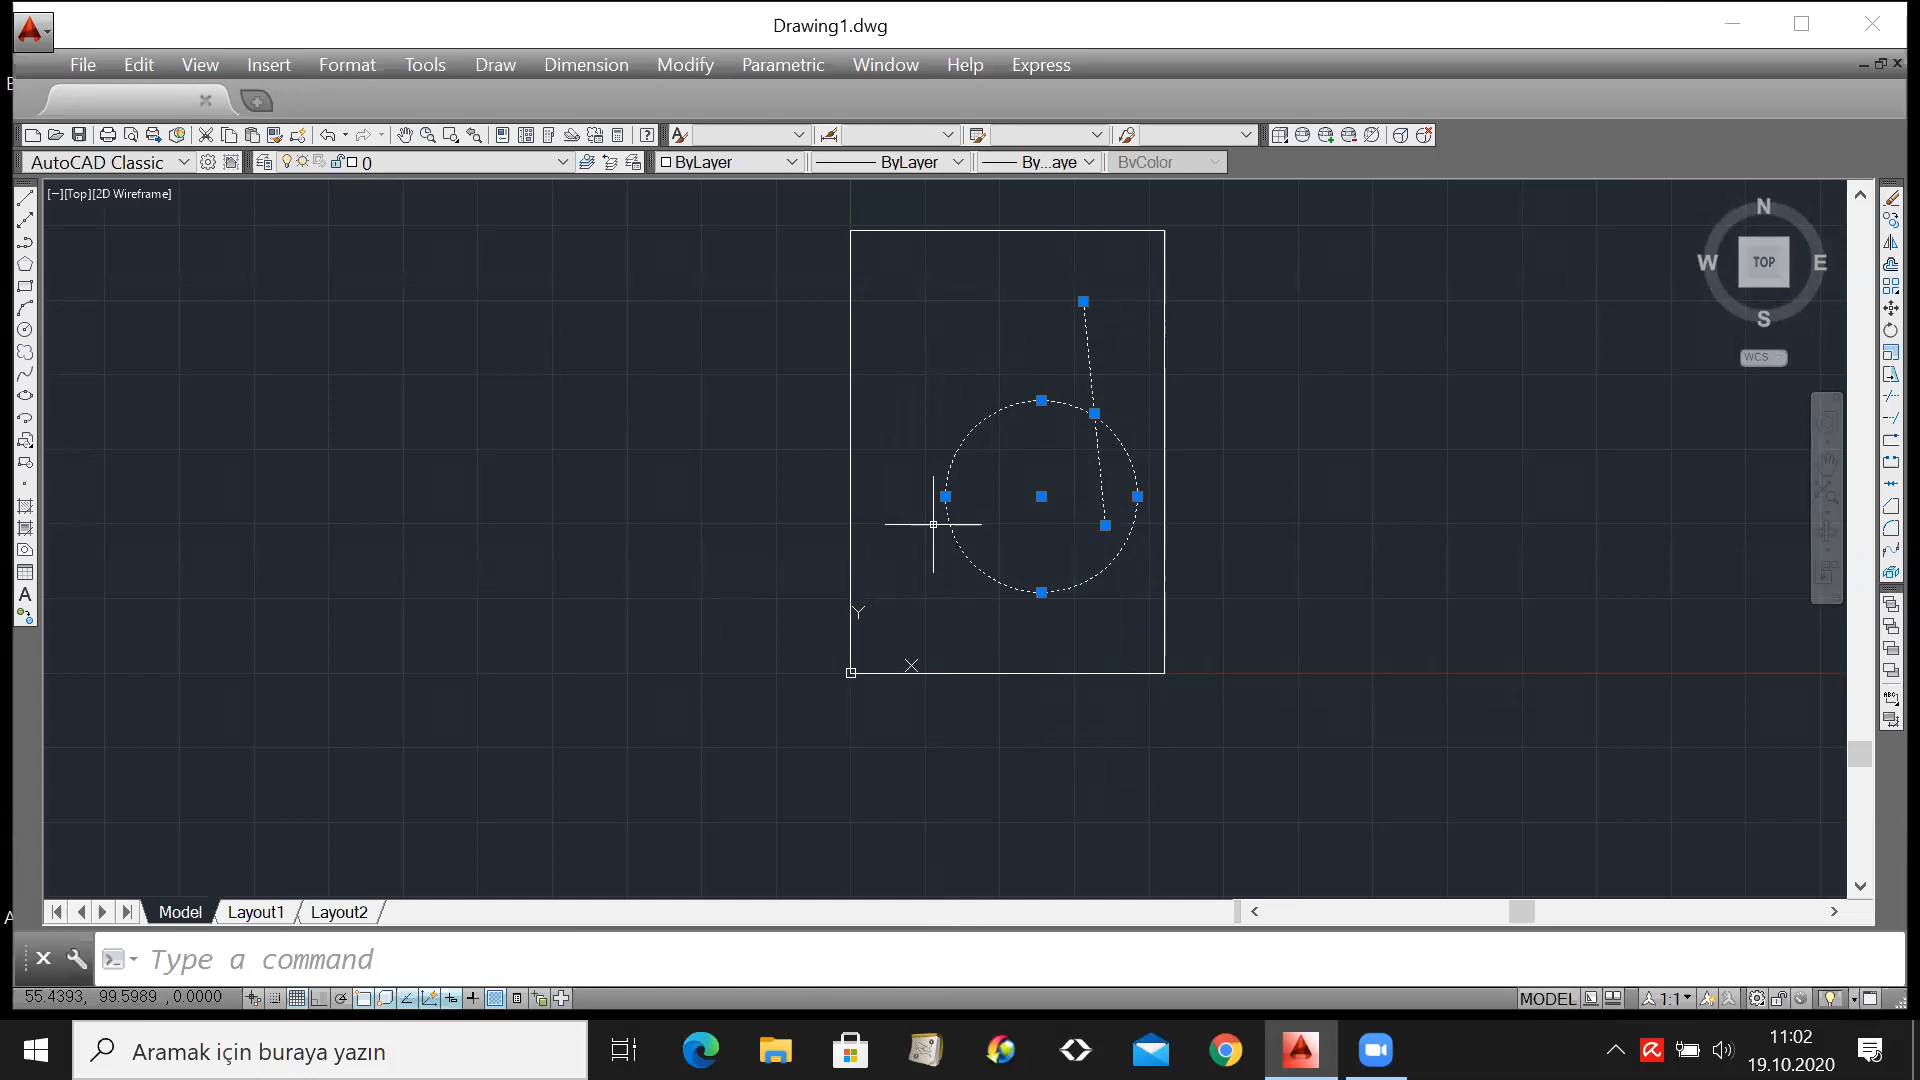 Drawing1.dwg
File Edit View Insert Format Tools Draw Dimension Modify Parametric Window Help Express
AutoCAD Classic 0 ByLayer ByLayer By...aye ByColor
[−][Top][2D Wireframe]
N
W TOP E
S
WCS
Y
X
A
ABC
Model Layout1 Layout2
Type a command
55.4393, 99.5989 , 0.0000 MODEL 1:1
Aramak için buraya yazın
11:02
19.10.2020